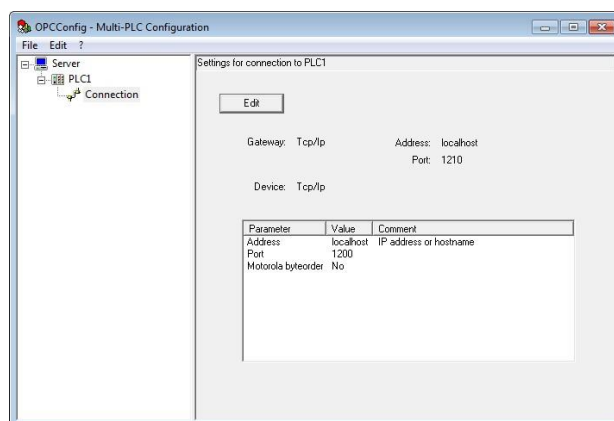 OPCConfig - Multi-PLC Configuration
File Edit ?
Server
PLC1
Connection
Settings for connection to PLC1
Edit
Gateway: Tcp/Ip Address: localhost
Port: 1210
Device: Tcp/Ip
Parameter Value Comment
Address localhost IP address or hostname
Port 1200
Motorola byteorder No